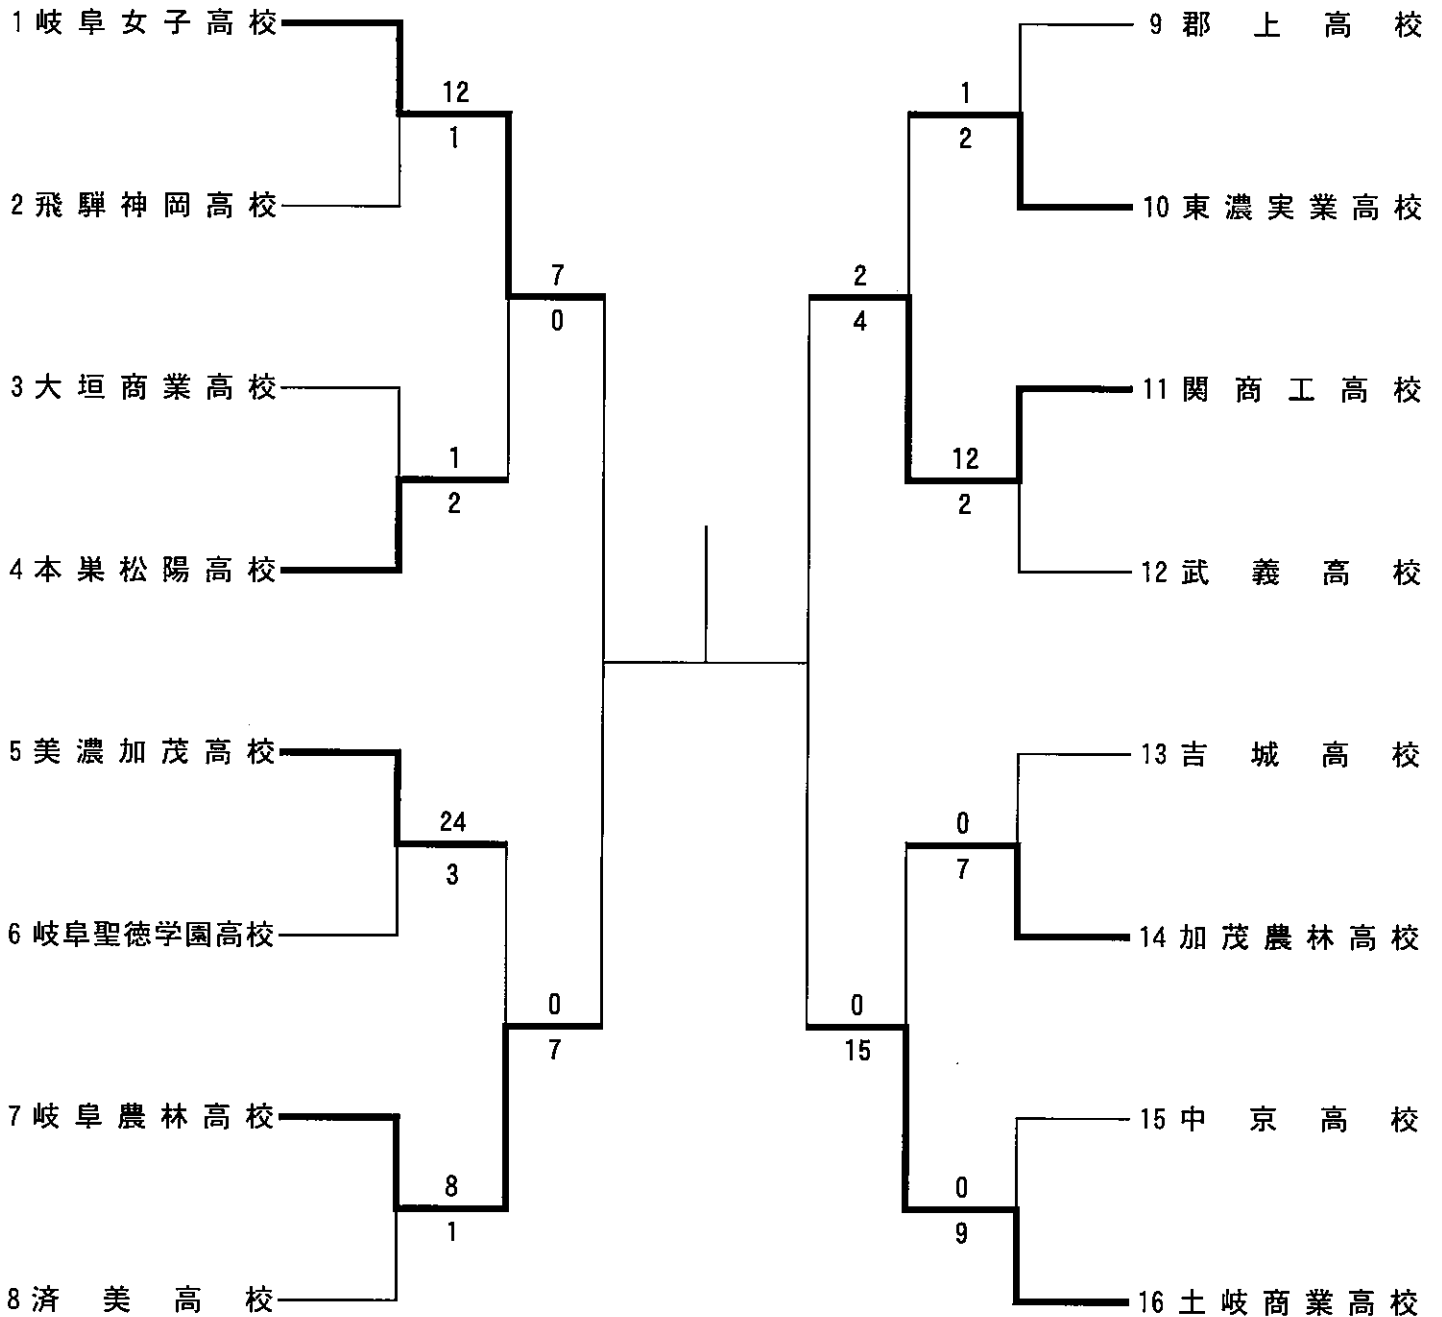 1 岐阜女子高校
12
1
2 飛騨神岡高校
7
0
3 大垣商業高校
1
2
4 本巣松陽高校
5 美濃加茂高校
24
3
6 岐阜聖徳学園高校
0
7
7 岐阜農林高校
8
1
8 済美高校
9 郡上高校
1
2
10 東濃実業高校
2
4
11 関商工高校
12
2
12 武義高校
13 吉城高校
0
7
14 加茂農林高校
0
15
15 中京高校
0
9
16 土岐商業高校